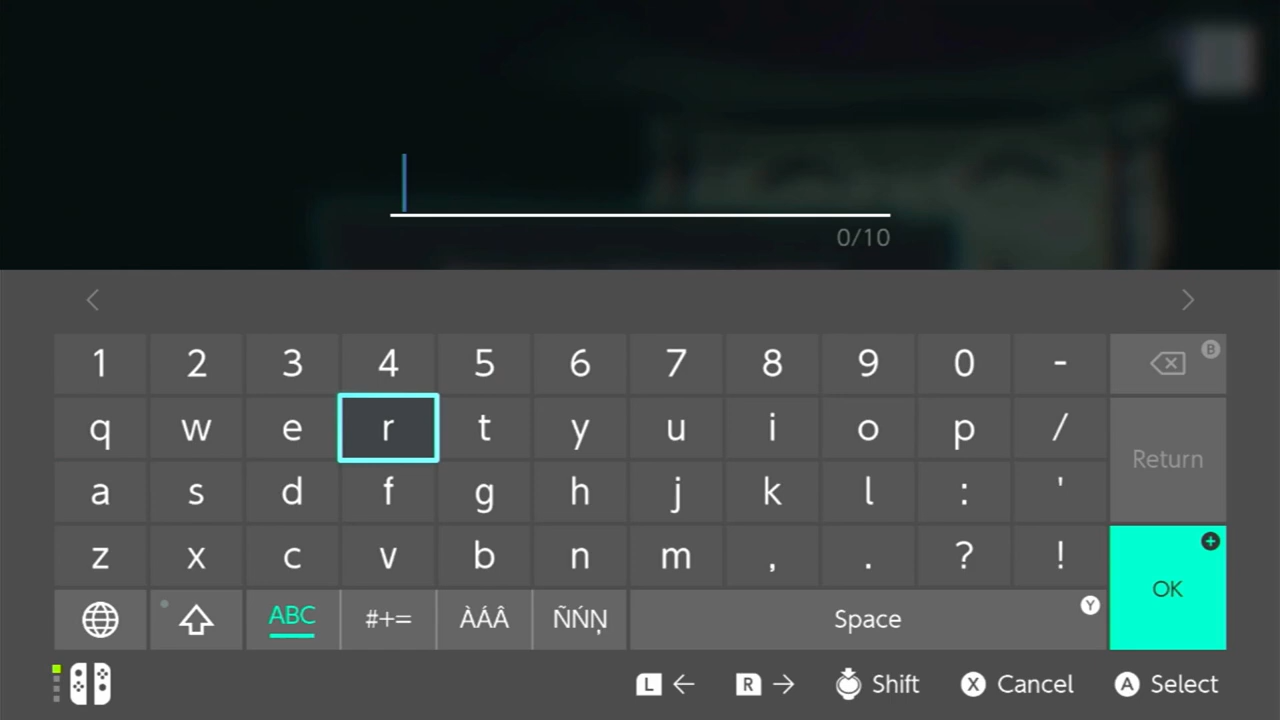 0/10
1 2 3 4 5 6 7 8 9 0 - B
q w e r t y u i o p / Return
a s d f g h j k l : '
z x c v b n m , . ? ! + OK
ABC #+= ÀÁÂ ÑŃŅ Space Y
L ← R → Shift X Cancel A Select